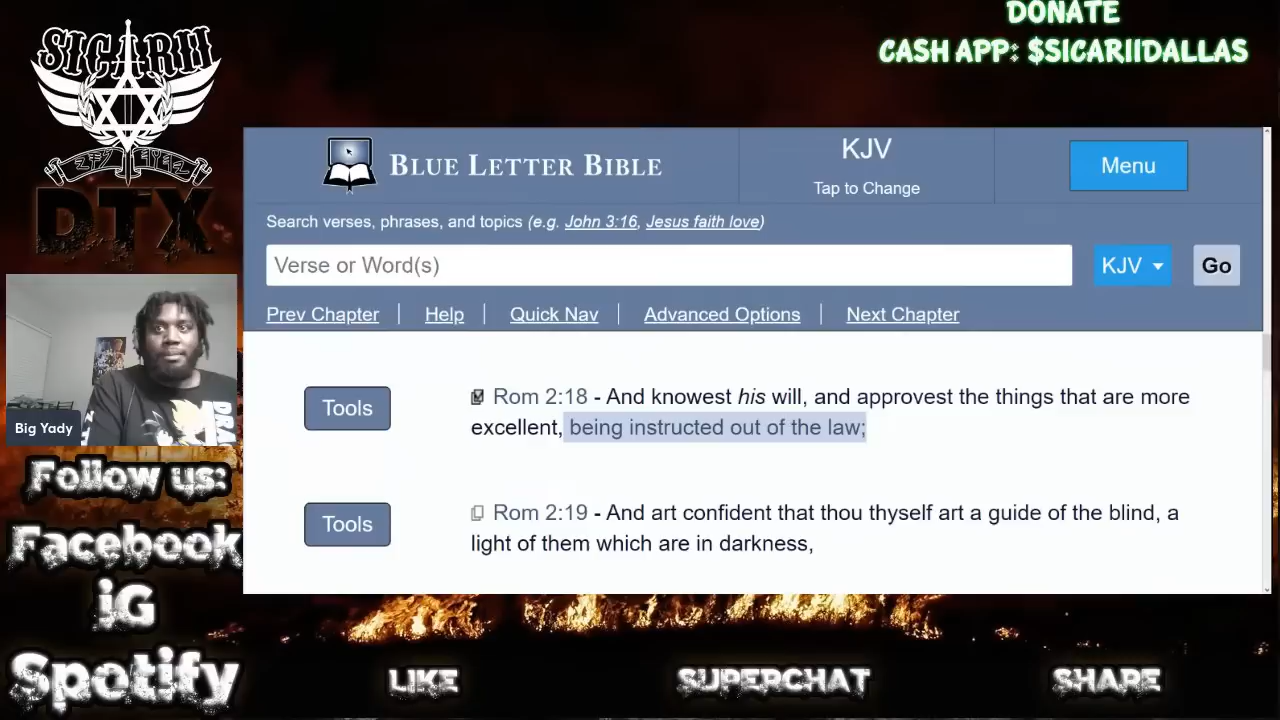 SICARII
DTX
DONATE
CASH APP: $SICARIIDALLAS
BLUE LETTER BIBLE
KJV
Tap to Change
Menu
Search verses, phrases, and topics (e.g. John 3:16, Jesus faith love)
Verse or Word(s)
KJV
Go
Prev Chapter
Help
Quick Nav
Advanced Options
Next Chapter
Tools
Rom 2:18 - And knowest his will, and approvest the things that are more
excellent, being instructed out of the law;
Tools
Rom 2:19 - And art confident that thou thyself art a guide of the blind, a
light of them which are in darkness,
Big Yady
Follow us:
Facebook
iG
Spotify
LIKE
SUPERCHAT
SHARE